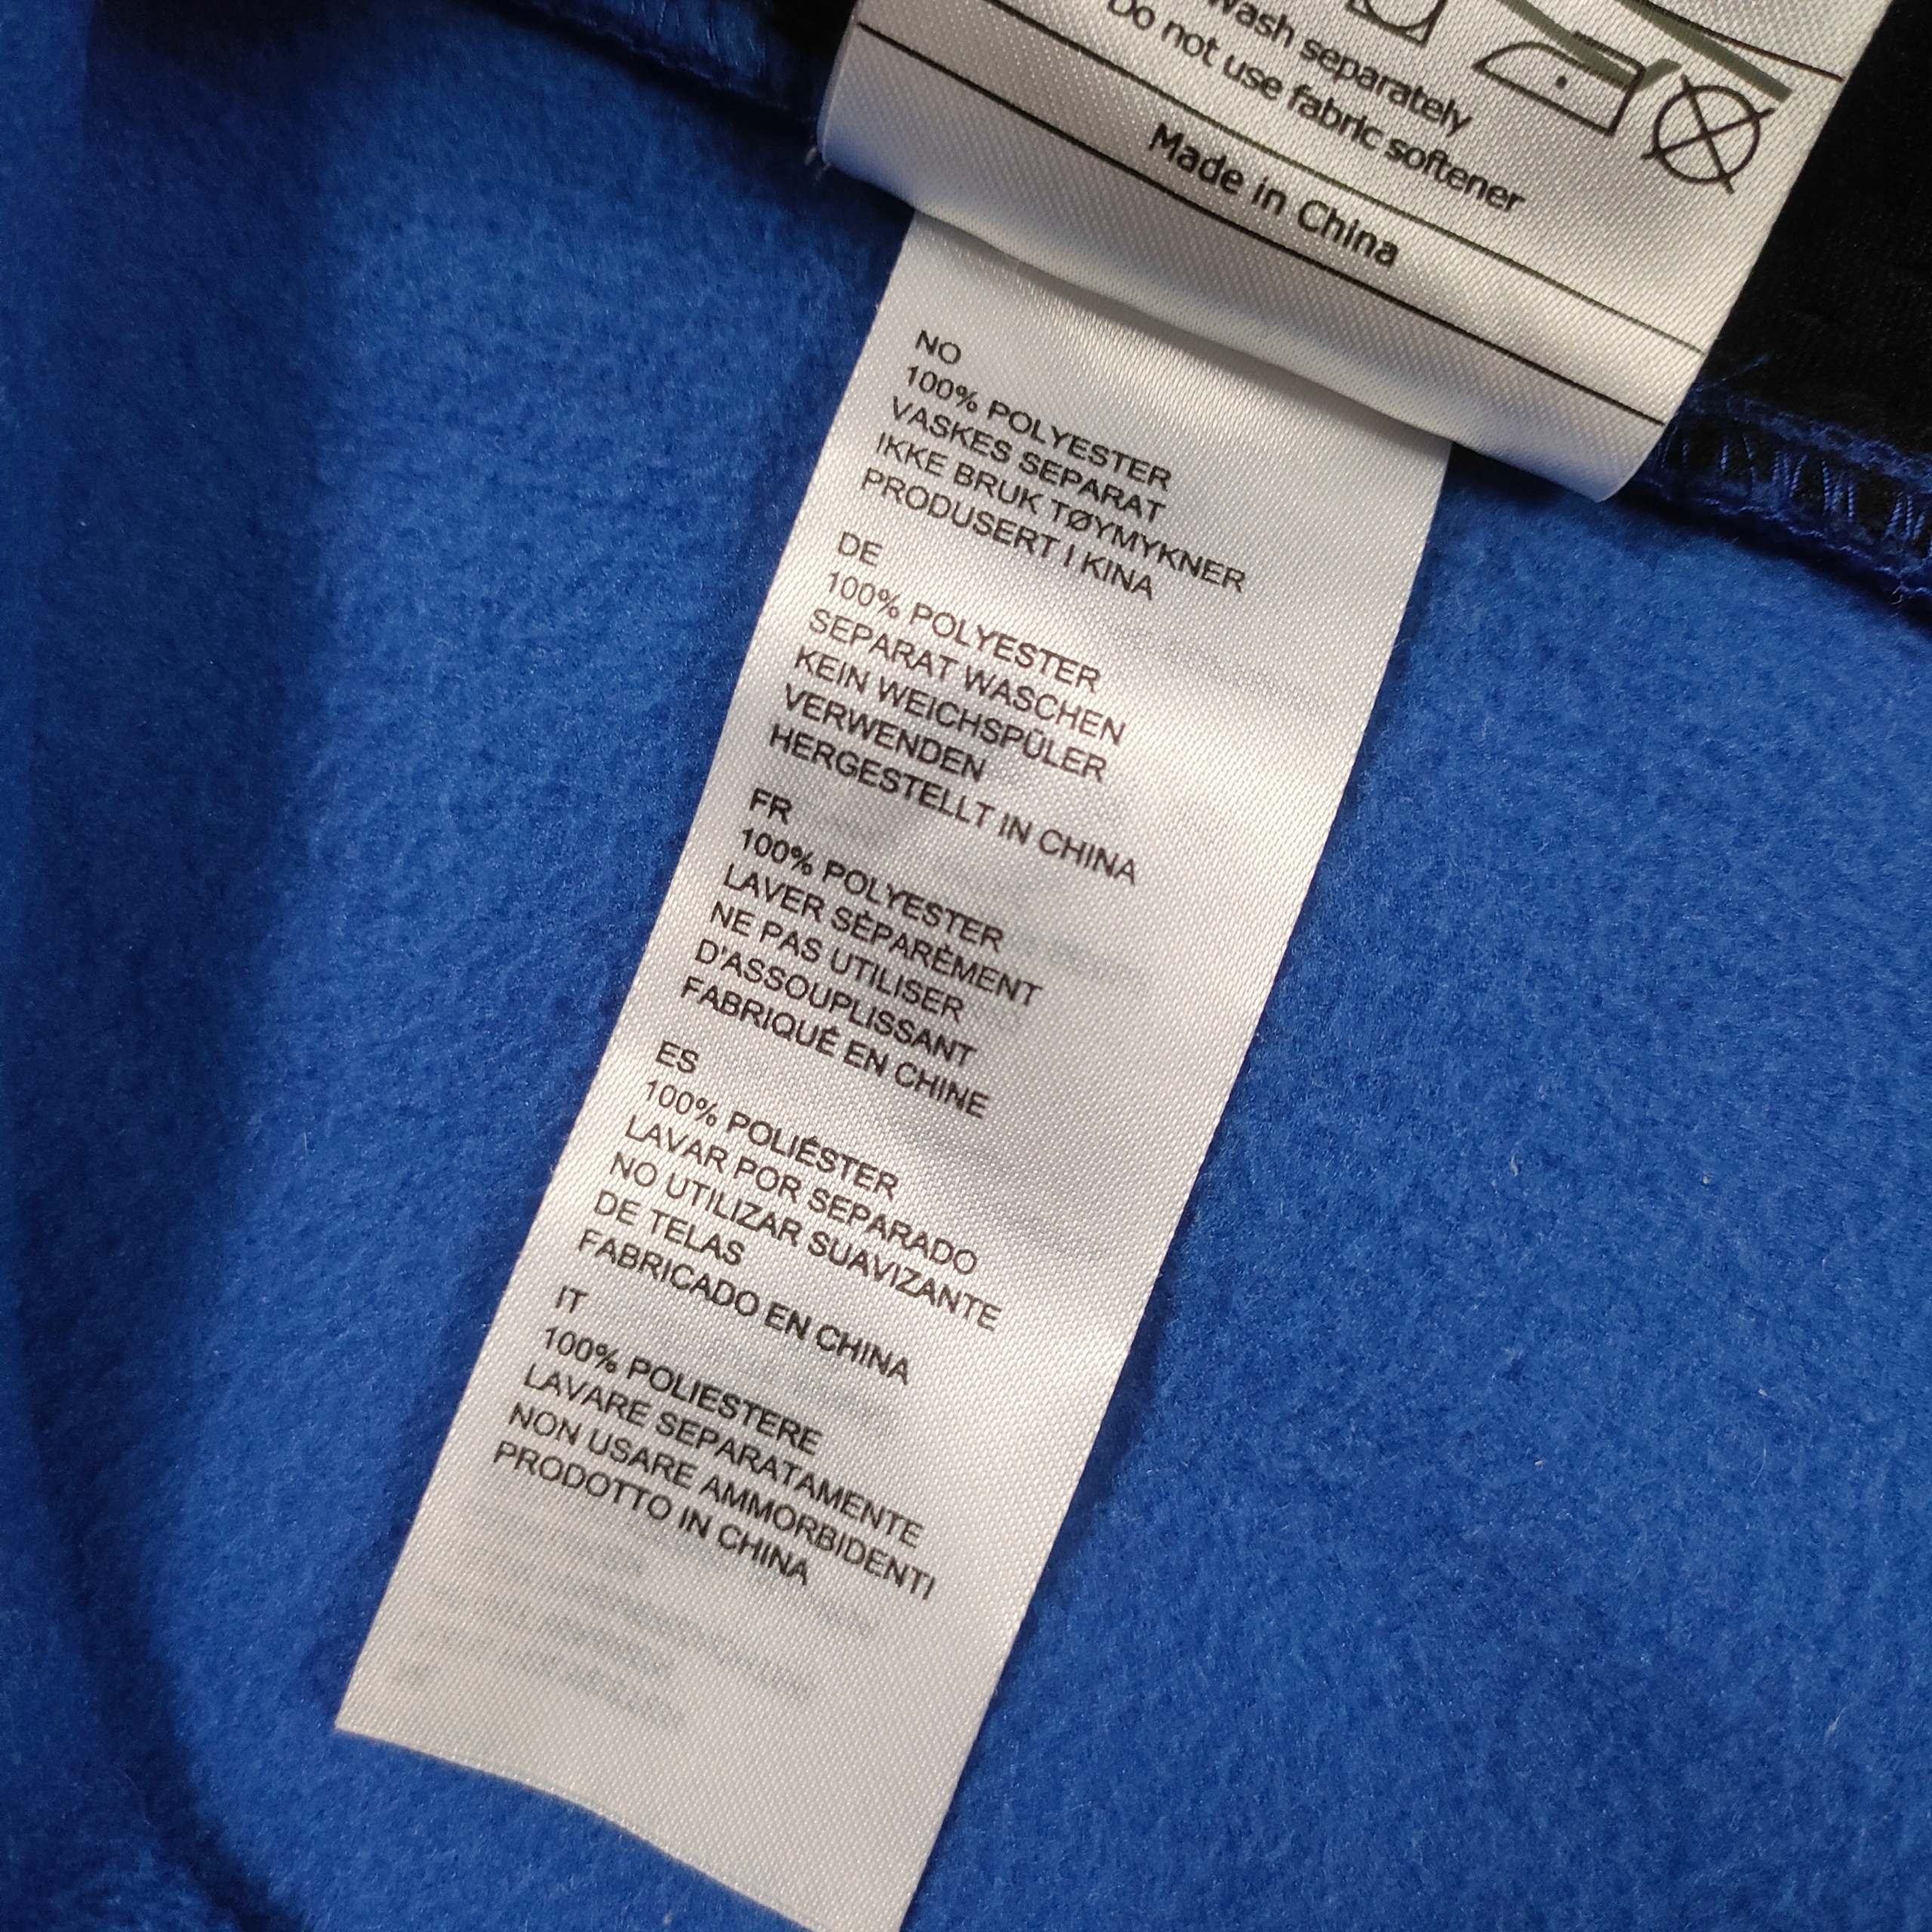 Wash separately
Do not use fabric softener
Made in China
NO
100% POLYESTER
VASKES SEPARAT
IKKE BRUK TØYMYKNER
PRODUSERT I KINA
DE
100% POLYESTER
SEPARAT WASCHEN
KEIN WEICHSPÜLER
VERWENDEN
HERGESTELLT IN CHINA
FR
100% POLYESTER
LAVER SÉPARÉMENT
NE PAS UTILISER
D'ASSOUPLISSANT
FABRIQUÉ EN CHINE
ES
100% POLIÉSTER
LAVAR POR SEPARADO
NO UTILIZAR SUAVIZANTE
DE TELAS
FABRICADO EN CHINA
IT
100% POLIESTERE
LAVARE SEPARATAMENTE
NON USARE AMMORBIDENTI
PRODOTTO IN CHINA